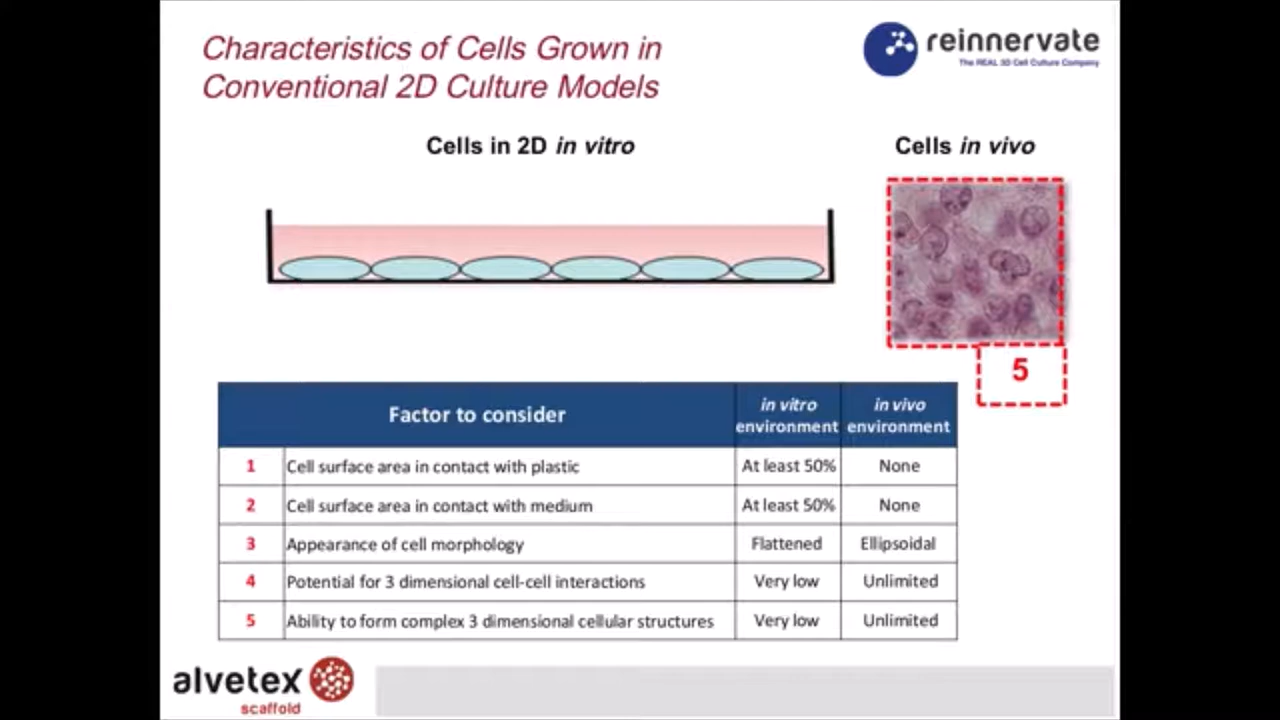 Characteristics of Cells Grown in
Conventional 2D Culture Models
reinnervate
The REAL 3D Cell Culture Company
Cells in 2D in vitro
Cells in vivo
5
Factor to consider
in vitro environment
in vivo environment
1 Cell surface area in contact with plastic At least 50% None
2 Cell surface area in contact with medium At least 50% None
3 Appearance of cell morphology Flattened Ellipsoidal
4 Potential for 3 dimensional cell-cell interactions Very low Unlimited
5 Ability to form complex 3 dimensional cellular structures Very low Unlimited
alvetex
scaffold